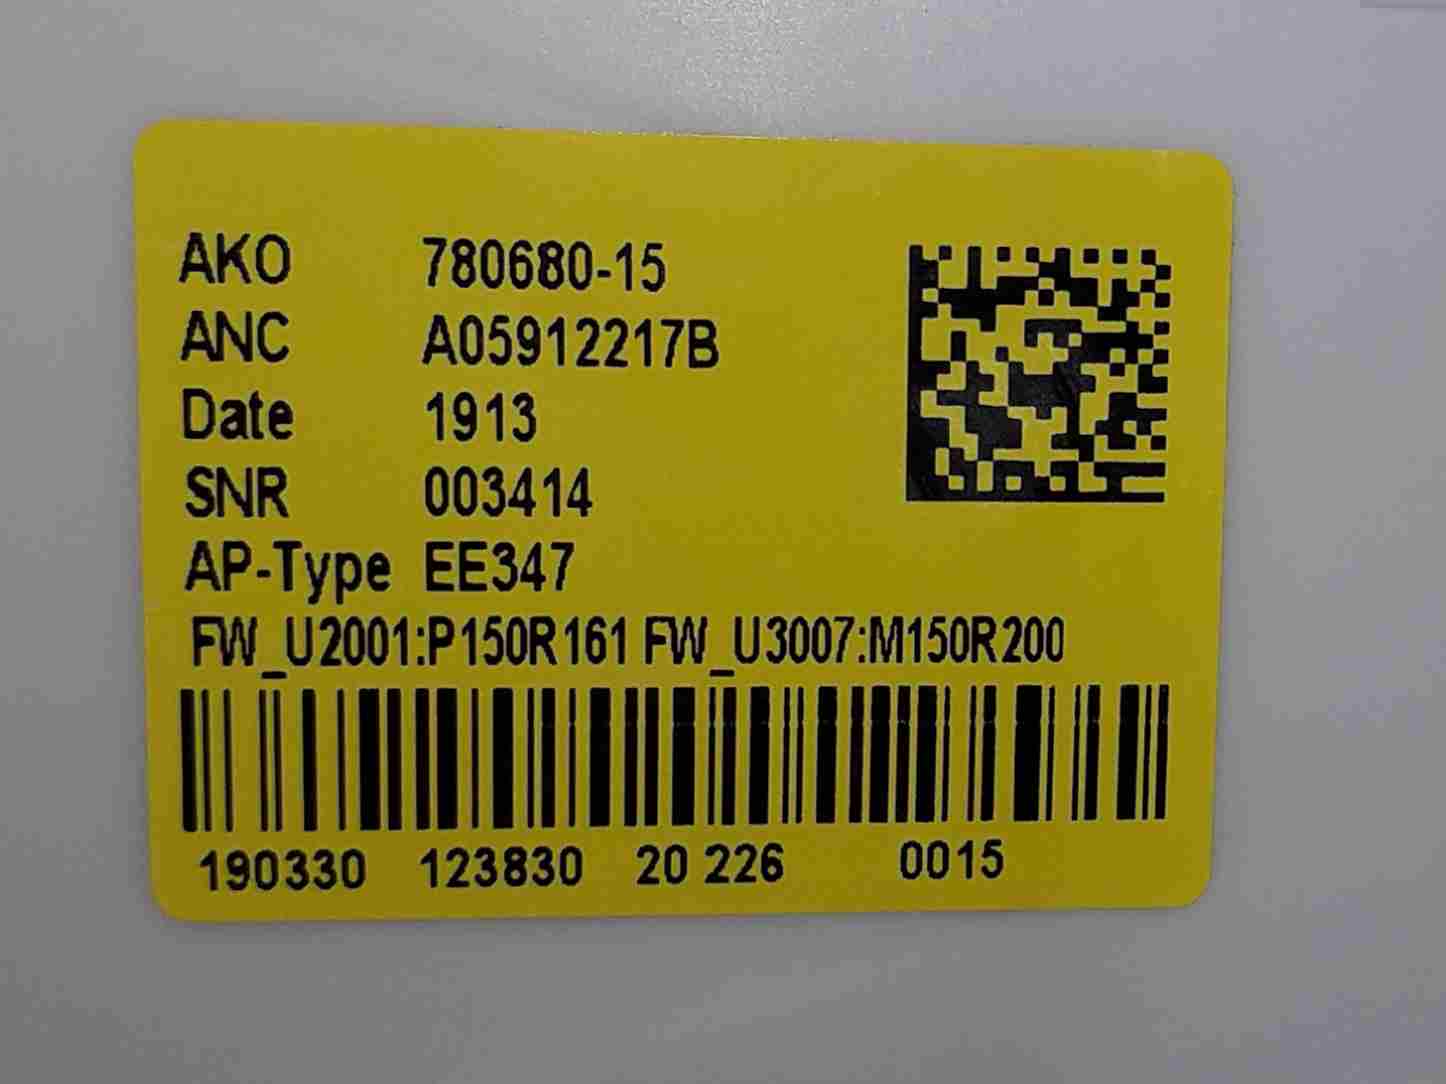 AKO 780680-15
ANC A05912217B
Date 1913
SNR 003414
AP-Type EE347
FW_U2001:P150R161 FW_U3007:M150R200
190330 123830 20 226 0015